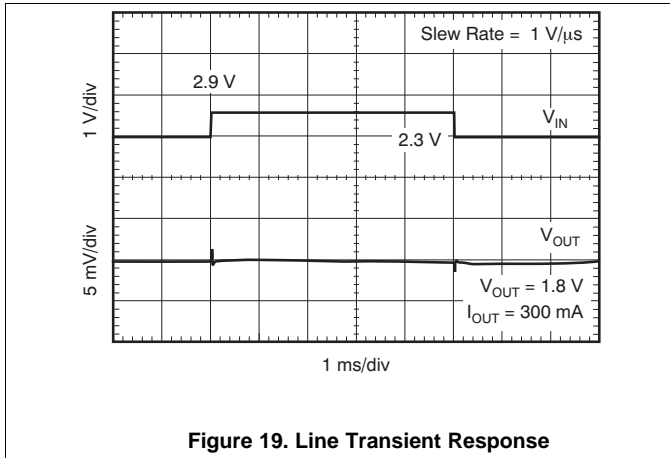 Slew Rate = 1 V/μs
2.9 V
1 V/div
V_IN
2.3 V
V_OUT
5 mV/div
V_OUT = 1.8 V
I_OUT = 300 mA
1 ms/div
Figure 19. Line Transient Response